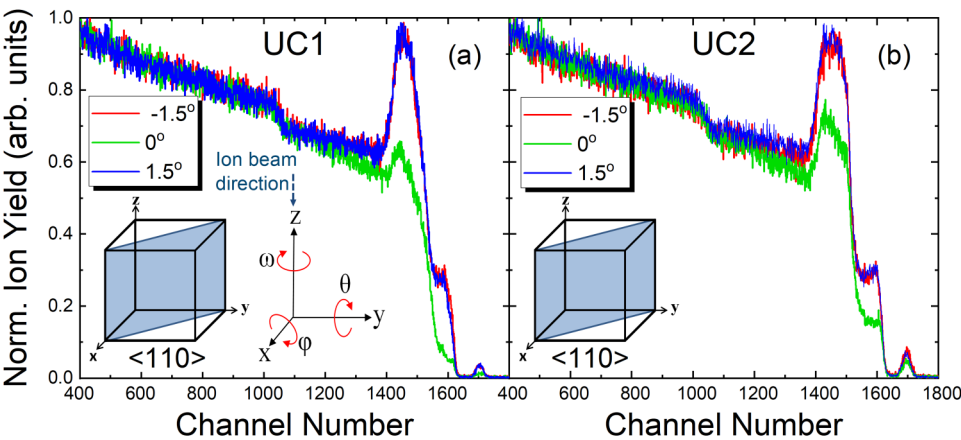 UC1
(a)
UC2
(b)
Norm. Ion Yield (arb. units)
1.0
0.8
0.6
0.4
0.2
0.0
-1.5°
0°
1.5°
Ion beam
direction
z
ω
θ
y
x
φ
z
y
x
<110>
-1.5°
0°
1.5°
z
y
x
<110>
400 600 800 1000 1200 1400 1600
400 600 800 1000 1200 1400 1600 1800
Channel Number
Channel Number